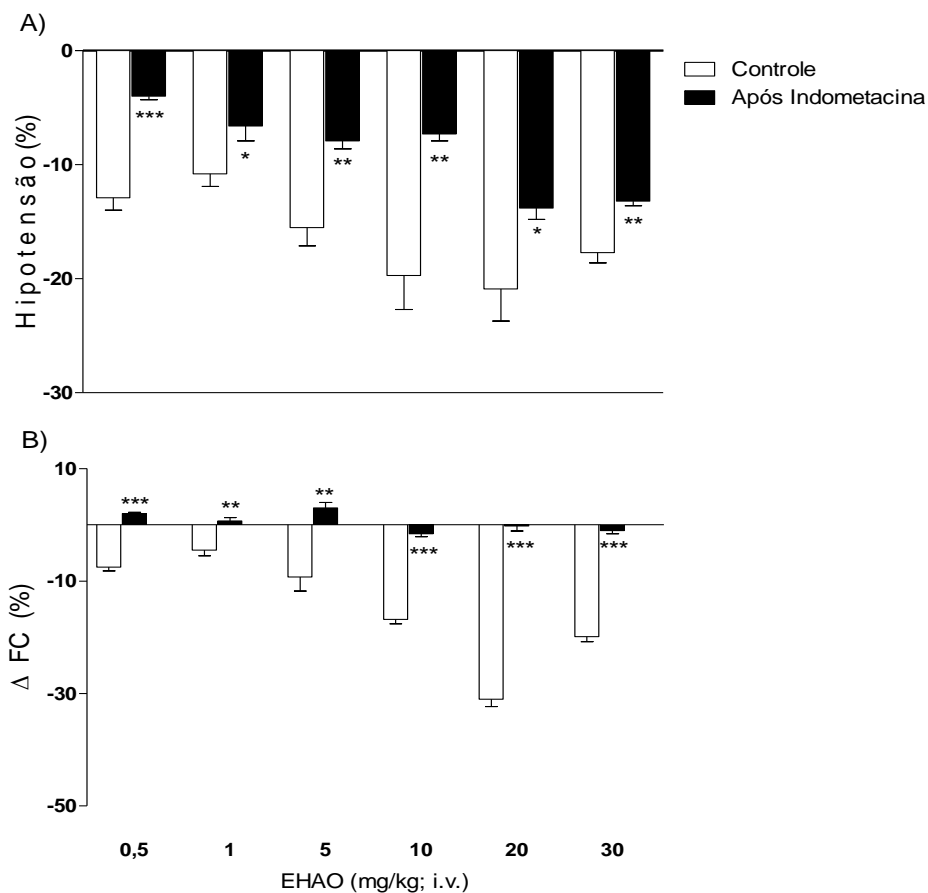 A)
0
-10
-20
-30
Hipotensão (%)
Controle
Após Indometacina
***
*
**
**
*
**
B)
10
-10
-30
-50
Δ FC (%)
***
**
**
***
***
***
0,5 1 5 10 20 30
EHAO (mg/kg; i.v.)